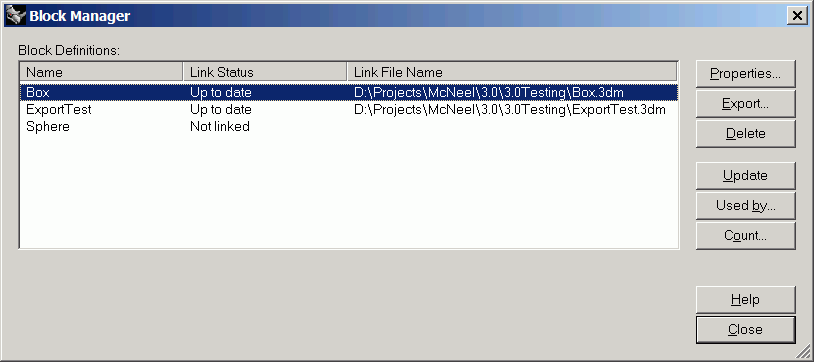 Block Manager
Block Definitions:
Name Link Status Link File Name
Box Up to date D:\Projects\McNeel\3.0\3.0Testing\Box.3dm
ExportTest Up to date D:\Projects\McNeel\3.0\3.0Testing\ExportTest.3dm
Sphere Not linked
Properties...
Export...
Delete
Update
Used by...
Count...
Help
Close